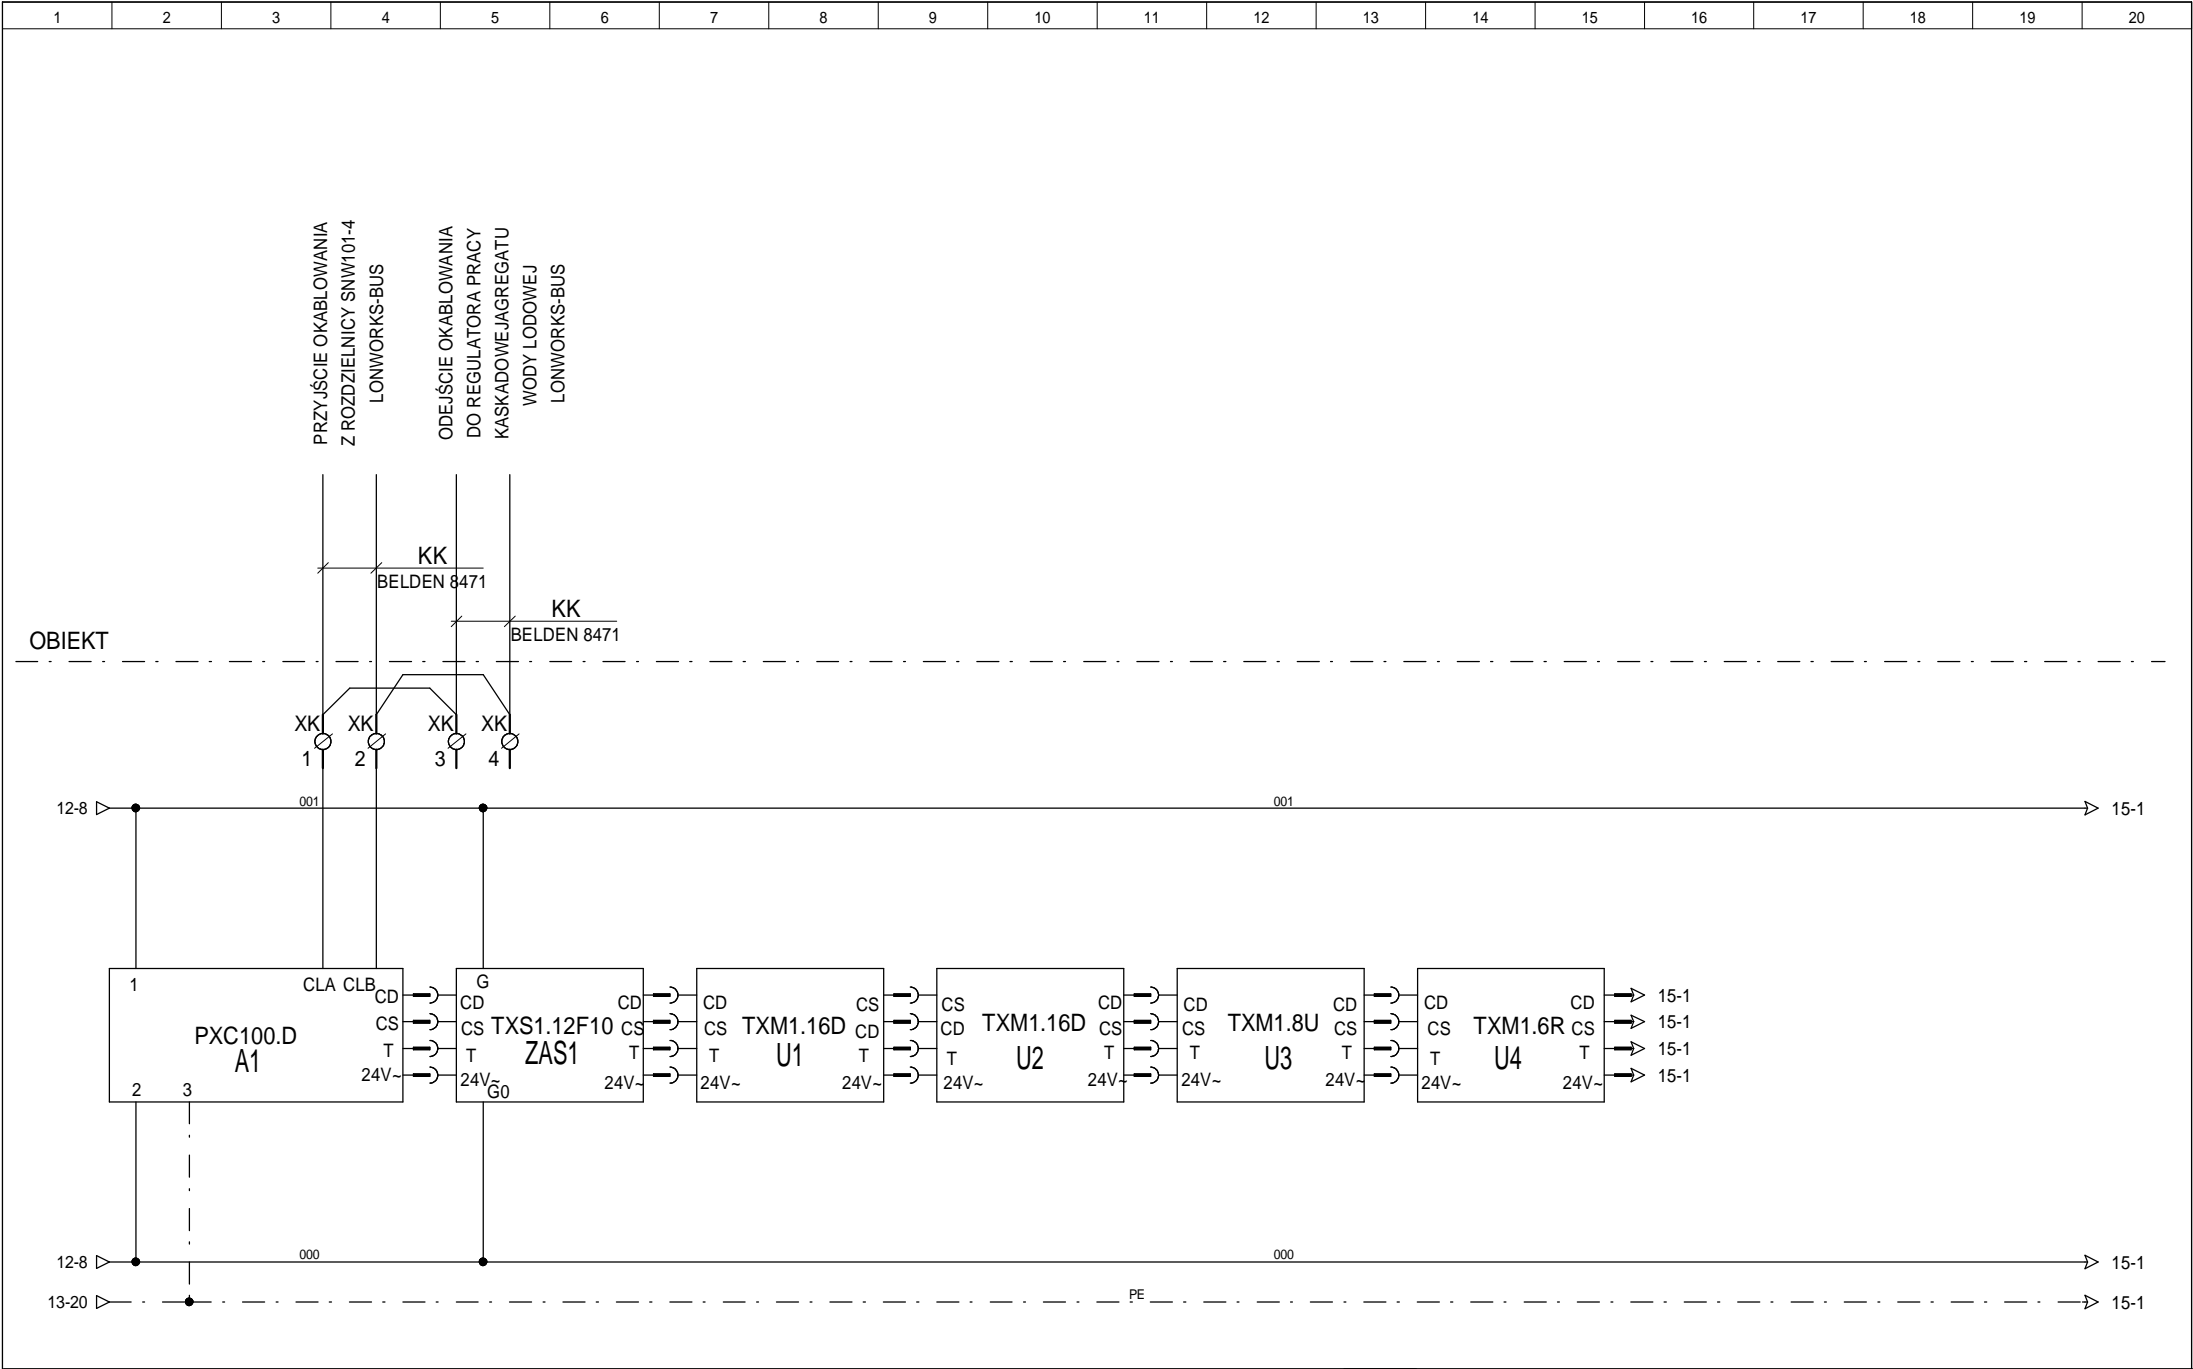 1 2 3 4 5 6 7 8 9 10 11 12 13 14 15 16 17 18 19 20
PRZYJŚCIE OKABLOWANIA
Z ROZDZIELNICY SNW101-4
LONWORKS-BUS
ODEJŚCIE OKABLOWANIA
DO REGULATORA PRACY
KASKADOWEJAGREGATU
WODY LODOWEJ
LONWORKS-BUS
KK
BELDEN 8471
KK
BELDEN 8471
OBIEKT
XK XK XK XK
1 2 3 4
12-8 001 001 15-1
1 CLA CLB
CD
CS
T
24V~
PXC100.D
A1
2 3
G
CD
CS
T
24V~
G0
TXS1.12F10
ZAS1
CD
CS
T
24V~
CD
CS
T
24V~
TXM1.16D
U1
CS
CD
T
24V~
CS
CD
T
24V~
TXM1.16D
U2
CD
CS
T
24V~
CD
CS
T
24V~
TXM1.8U
U3
CD
CS
T
24V~
CD
CS
T
24V~
TXM1.6R
U4
CD
CS
T
24V~
15-1
15-1
15-1
15-1
12-8 000 000 15-1
13-20 PE 15-1